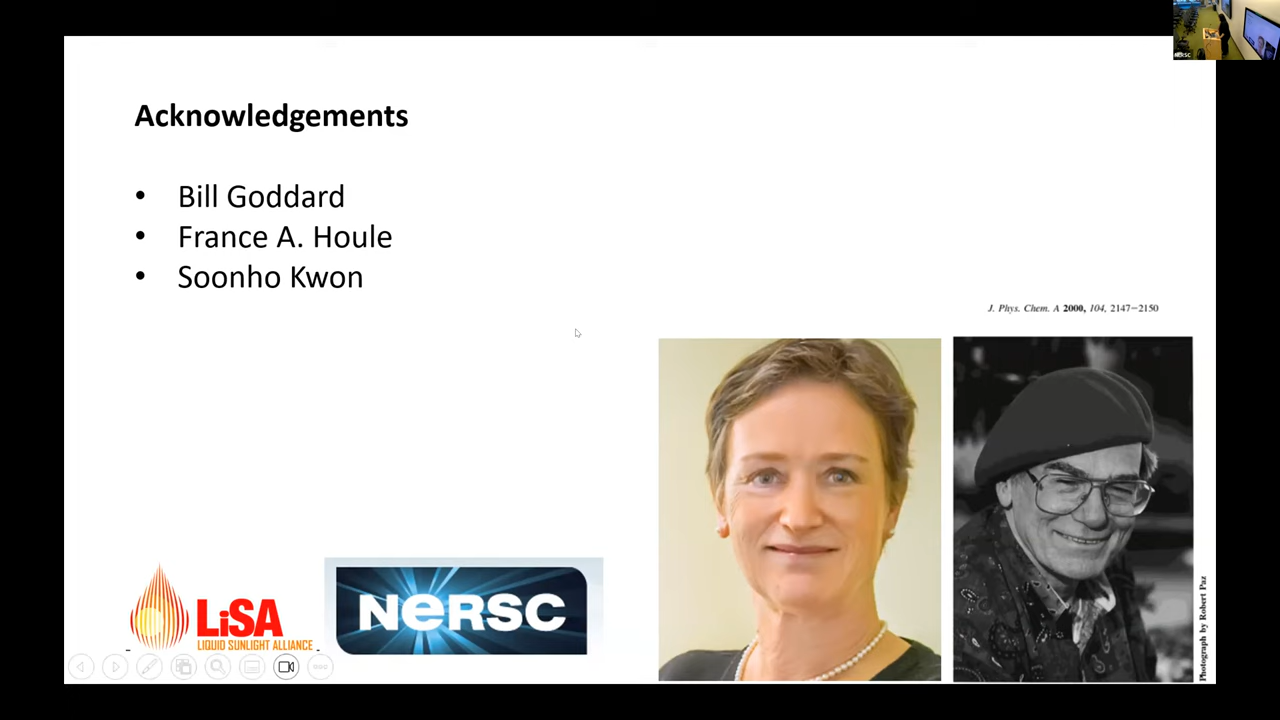 Acknowledgements
• Bill Goddard
• France A. Houle
• Soonho Kwon
J. Phys. Chem. A 2000, 104, 2147−2150
Photograph by Robert Paz
LiSA
LIQUID SUNLIGHT ALLIANCE
NERSC
NERSC